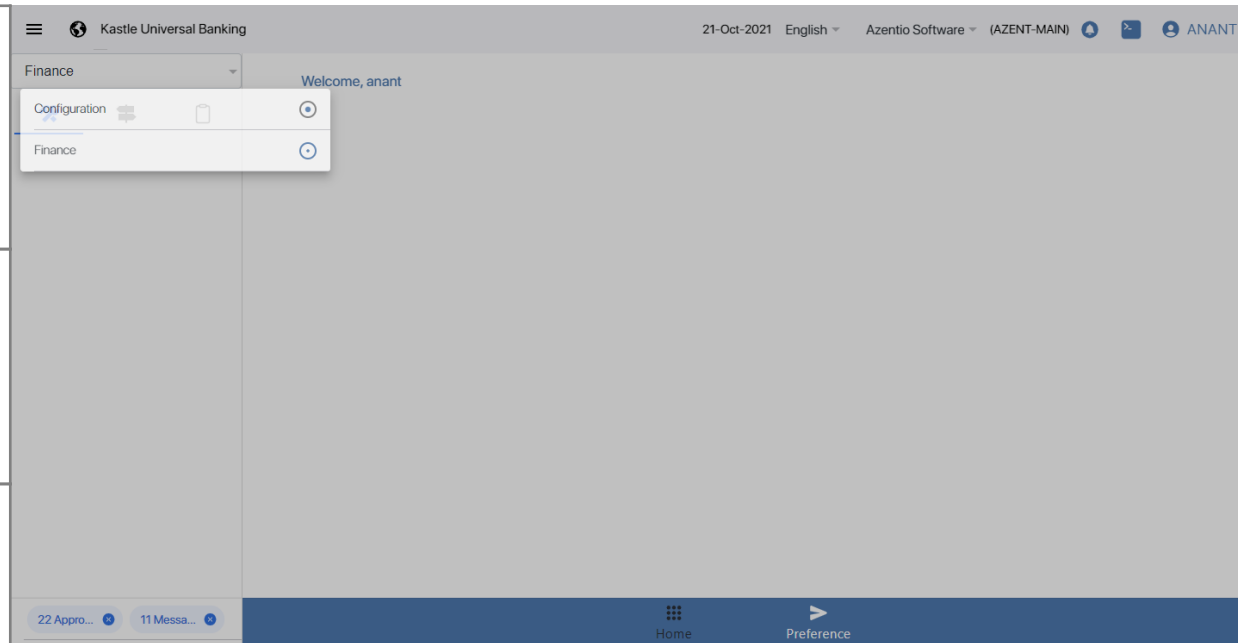 Kastle Universal Banking 21-Oct-2021 English Azentio Software (AZENT-MAIN) ANANT
Finance
Welcome, anant
Configuration
Finance
22 Appro... 11 Messa...
Home Preference